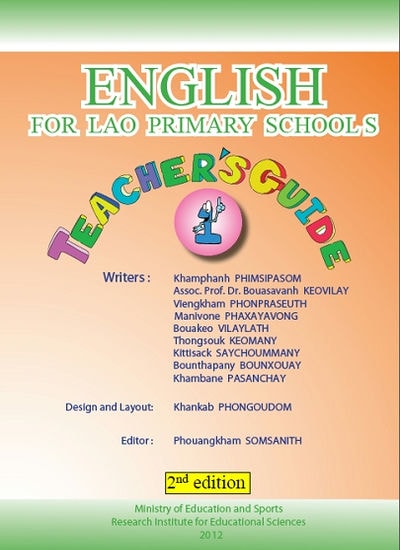 ENGLISH
FOR LAO PRIMARY SCHOOLS
TEACHER'S GUIDE
1
Writers :
Khamphanh PHIMSIPASOM
Assoc. Prof. Dr. Bouasavanh KEOVILAY
Viengkham PHONPRASEUTH
Manivone PHAXAYAVONG
Bouakeo VILAYLATH
Thongsouk KEOMANY
Kittisack SAYCHOUMMANY
Bounthapany BOUNXOUAY
Khambane PASANCHAY
Design and Layout: Khankab PHONGOUDOM
Editor : Phouangkham SOMSANITH
2nd edition
Ministry of Education and Sports
Research Institute for Educational Sciences
2012